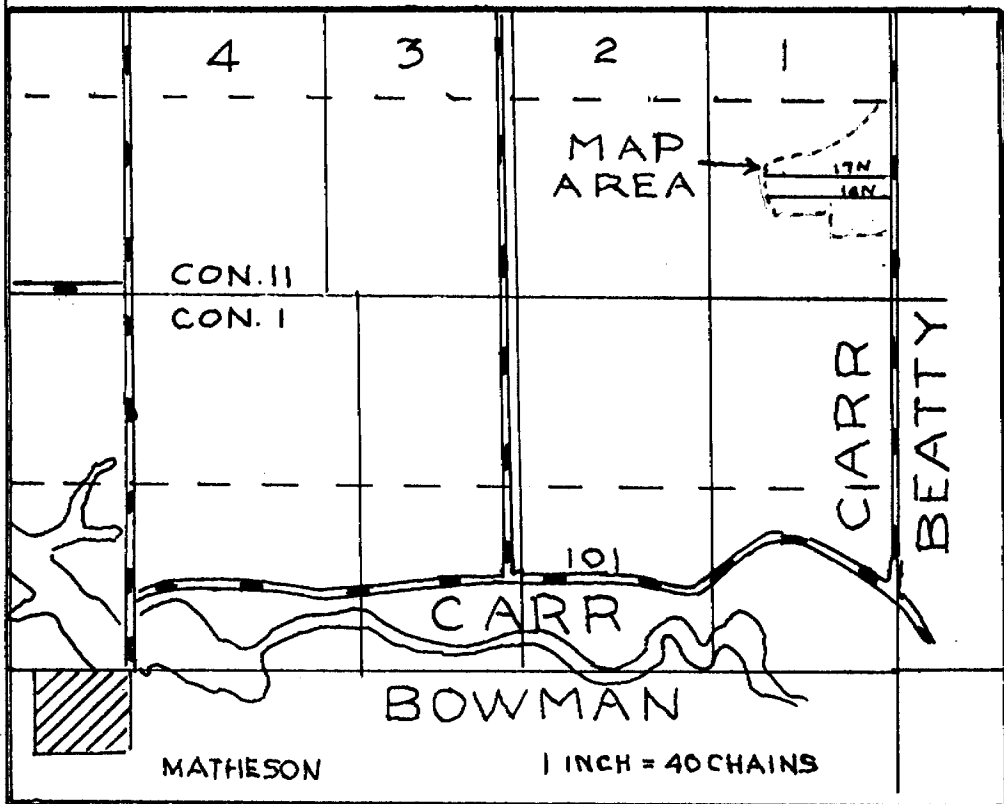 4 3 2 1
MAP
AREA
17N
16N
CON. II
CON. I
CARR
BEATTY
101
CARR
BOWMAN
MATHESON
1 INCH = 40 CHAINS